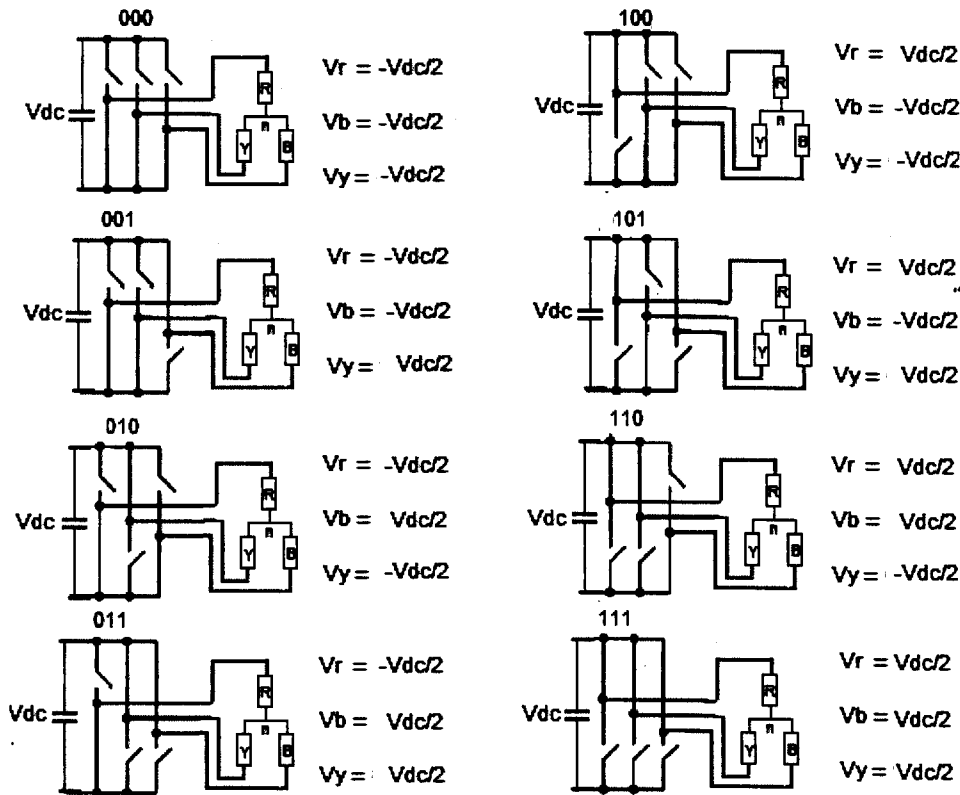 000
Vdc
R
n
Y
B
Vr = -Vdc/2
Vb = -Vdc/2
Vy = -Vdc/2
100
Vdc
R
n
Y
B
Vr = Vdc/2
Vb = -Vdc/2
Vy = -Vdc/2
001
Vdc
R
n
Y
B
Vr = -Vdc/2
Vb = -Vdc/2
Vy = Vdc/2
101
Vdc
R
n
Y
B
Vr = Vdc/2
Vb = -Vdc/2
Vy = Vdc/2
010
Vdc
R
n
Y
B
Vr = -Vdc/2
Vb = Vdc/2
Vy = -Vdc/2
110
Vdc
R
n
Y
B
Vr = Vdc/2
Vb = Vdc/2
Vy = -Vdc/2
011
Vdc
R
n
Y
B
Vr = -Vdc/2
Vb = Vdc/2
Vy = Vdc/2
111
Vdc
R
n
Y
B
Vr = Vdc/2
Vb = Vdc/2
Vy = Vdc/2